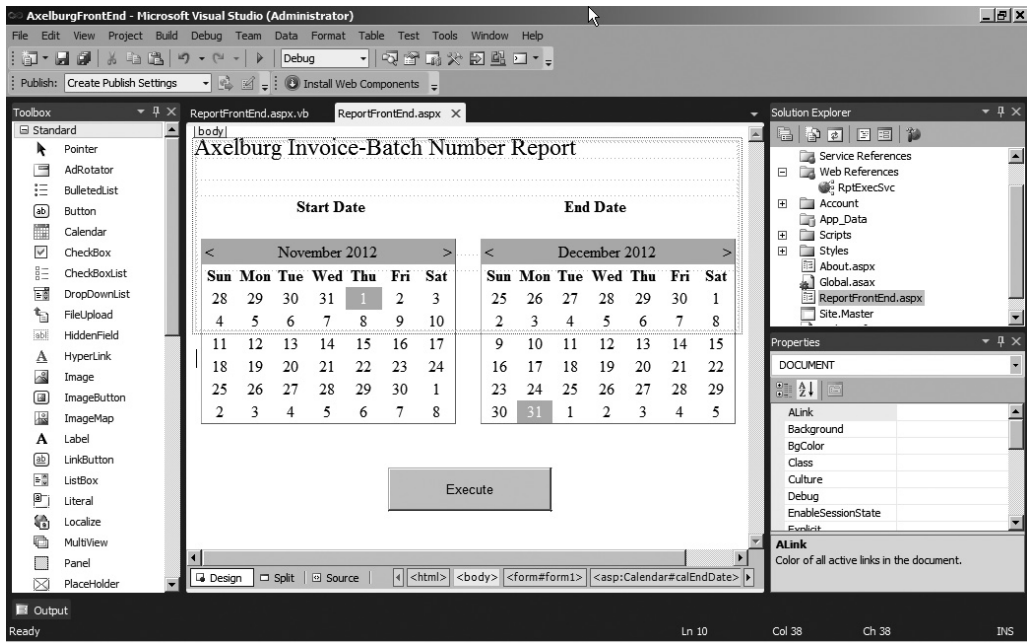 AxelburgFrontEnd - Microsoft Visual Studio (Administrator)
File Edit View Project Build Debug Team Data Format Table Test Tools Window Help
Debug
Publish: Create Publish Settings Install Web Components
Toolbox
Standard
Pointer
AdRotator
BulletedList
Button
Calendar
CheckBox
CheckBoxList
DropDownList
FileUpload
HiddenField
HyperLink
Image
ImageButton
ImageMap
Label
LinkButton
ListBox
Literal
Localize
MultiView
Panel
PlaceHolder
ReportFrontEnd.aspx.vb ReportFrontEnd.aspx
body
Axelburg Invoice-Batch Number Report
Start Date
< November 2012 >
Sun Mon Tue Wed Thu Fri Sat
28 29 30 31 1 2 3
4 5 6 7 8 9 10
11 12 13 14 15 16 17
18 19 20 21 22 23 24
25 26 27 28 29 30 1
2 3 4 5 6 7 8
End Date
< December 2012 >
Sun Mon Tue Wed Thu Fri Sat
25 26 27 28 29 30 1
2 3 4 5 6 7 8
9 10 11 12 13 14 15
16 17 18 19 20 21 22
23 24 25 26 27 28 29
30 31 1 2 3 4 5
Execute
Design Split Source <html> <body> <form#form1> <asp:Calendar#calEndDate>
Solution Explorer
Service References
Web References
RptExecSvc
Account
App_Data
Scripts
Styles
About.aspx
Global.asax
ReportFrontEnd.aspx
Site.Master
Properties
DOCUMENT
ALink
Background
BgColor
Class
Culture
Debug
EnableSessionState
Explicit
ALink
Color of all active links in the document.
Output
Ready Ln 10 Col 38 Ch 38 INS